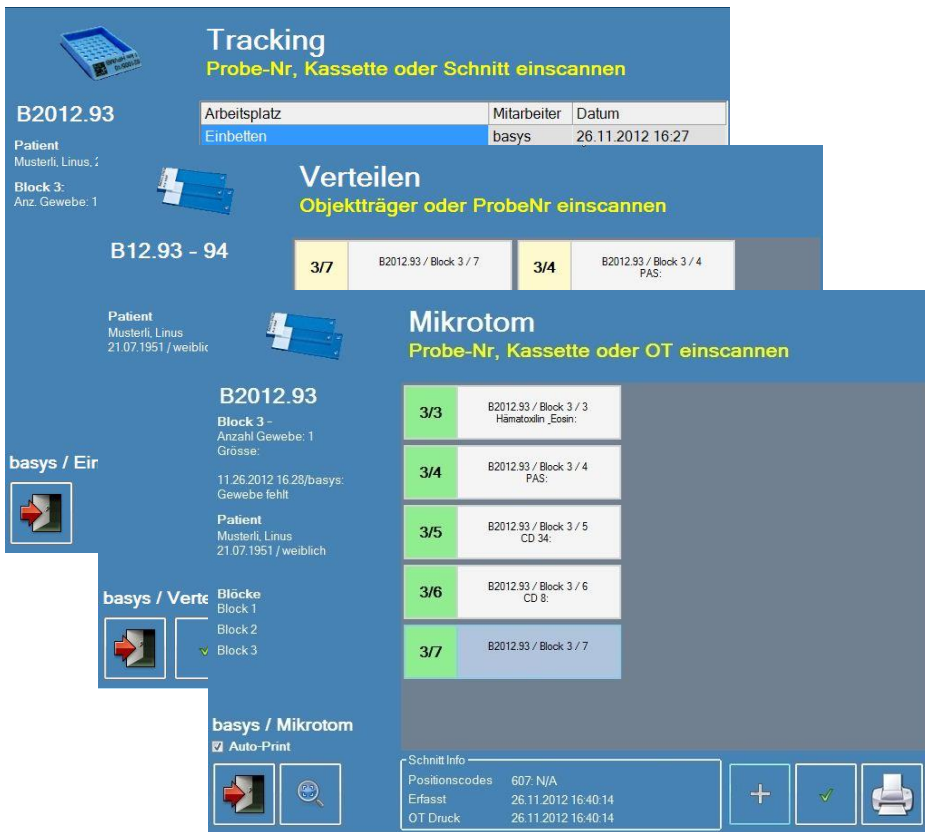 Tracking
Probe-Nr, Kassette oder Schnitt einscannen
B2012.93
Patient
Musterli, Linus,
Block 3:
Anz. Gewebe: 1
Arbeitsplatz Mitarbeiter Datum
Einbetten basys 26.11.2012 16:27
basys / Ein
Verteilen
Objektträger oder ProbeNr einscannen
B12.93 - 94
Patient
Musterli, Linus
21.07.1951 / weiblic
3/7 B2012.93 / Block 3 / 7
3/4 B2012.93 / Block 3 / 4
PAS:
basys / Verte
Mikrotom
Probe-Nr, Kassette oder OT einscannen
B2012.93
Block 3 -
Anzahl Gewebe: 1
Grösse:
11.26.2012 16.28/basys:
Gewebe fehlt
Patient
Musterli, Linus
21.07.1951 / weiblich
Blöcke
Block 1
Block 2
Block 3
3/3 B2012.93 / Block 3 / 3
Hämatoxilin_Eosin:
3/4 B2012.93 / Block 3 / 4
PAS:
3/5 B2012.93 / Block 3 / 5
CD 34:
3/6 B2012.93 / Block 3 / 6
CD 8:
3/7 B2012.93 / Block 3 / 7
basys / Mikrotom
Auto-Print
Schnitt Info
Positionscodes 607: N/A
Erfasst 26.11.2012 16:40:14
OT Druck 26.11.2012 16:40:14